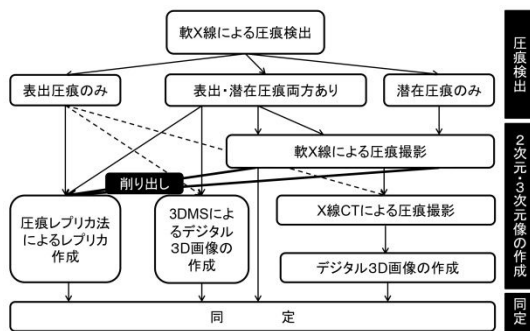 軟X線による圧痕検出
表出圧痕のみ
表出・潜在圧痕両方あり
潜在圧痕のみ
軟X線による圧痕撮影
削り出し
圧痕レプリカ法
によるレプリカ
作成
3DMSによ
るデジタル
3D画像の
作成
X線CTによる圧痕撮影
デジタル3D画像の作成
同 定
圧痕検出
2次元・3次元像の作成
同定